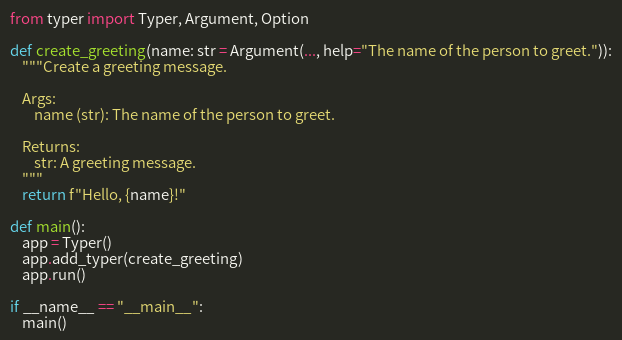 from typer import Typer, Argument, Option

def create_greeting(name: str = Argument(..., help="The name of the person to greet.")):
    """Create a greeting message.

    Args:
        name (str): The name of the person to greet.

    Returns:
        str: A greeting message.
    """
    return f"Hello, {name}!"

def main():
    app = Typer()
    app.add_typer(create_greeting)
    app.run()

if __name__ == "__main__":
    main()